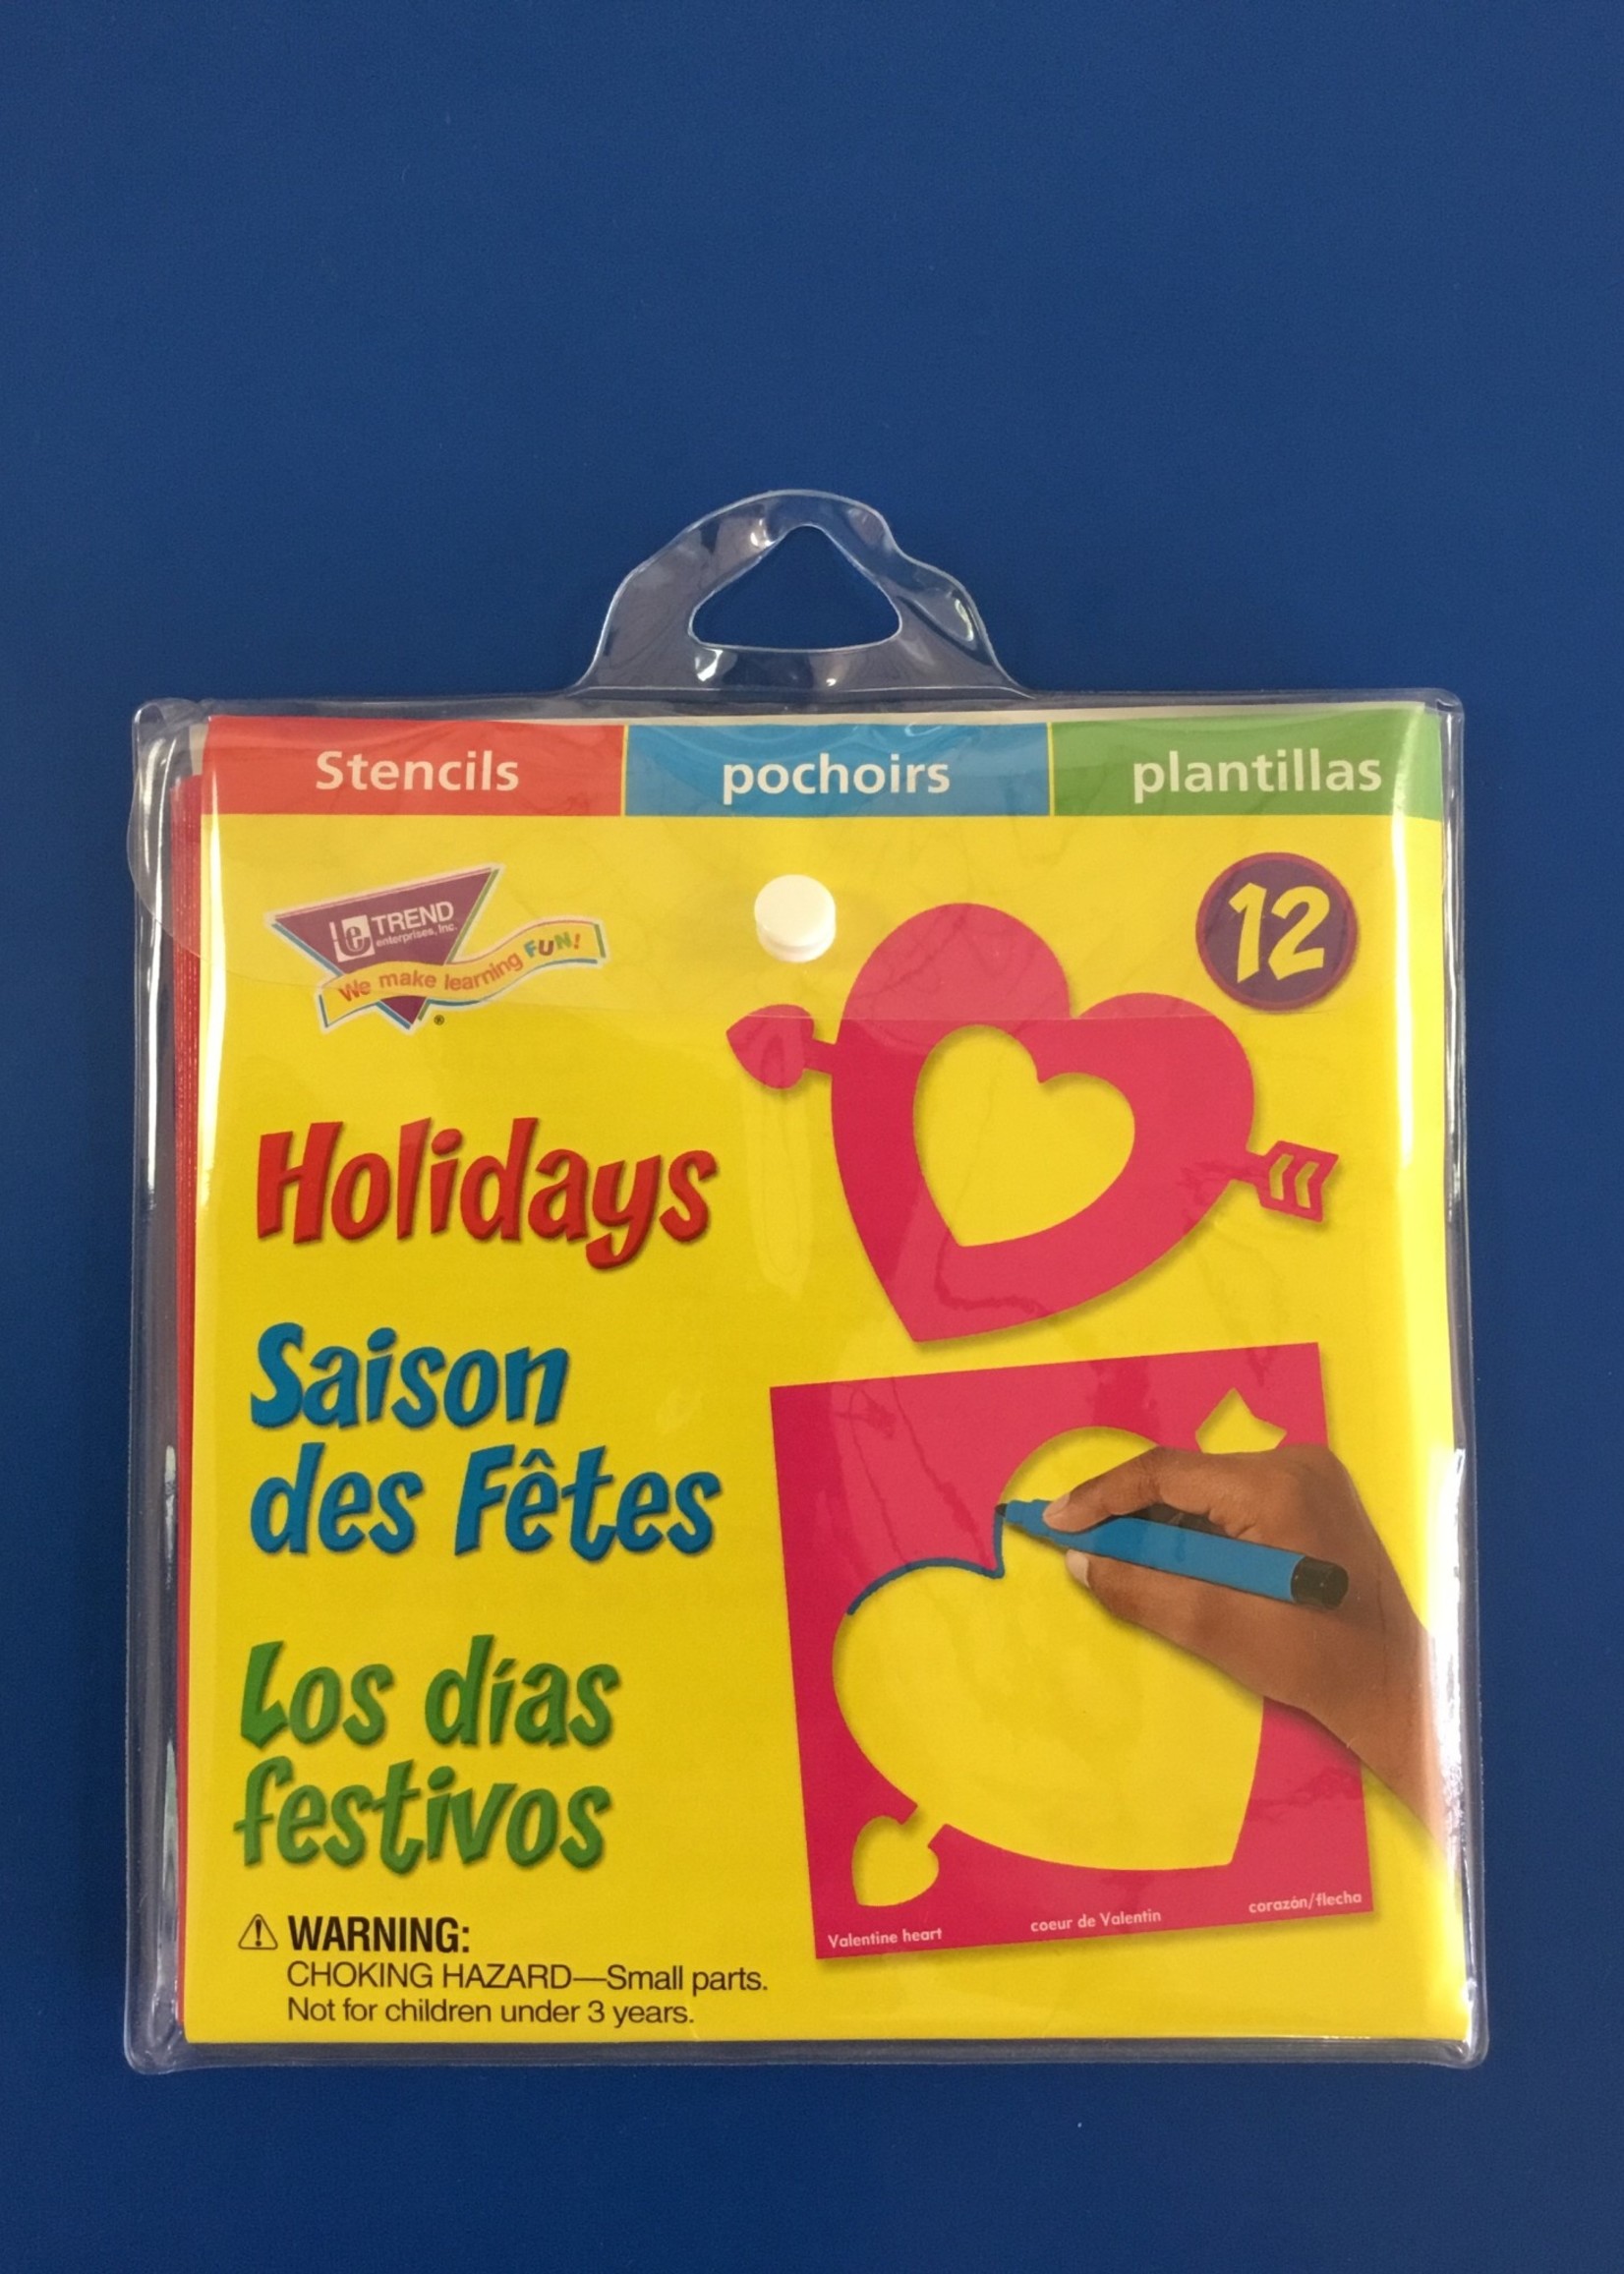 Stencils pochoirs plantillas
e TREND
enterprises, Inc.
We make learning FUN!
®
12
Holidays
Saison
des Fêtes
Los días
festivos
Valentine heart coeur de Valentin corazón/flecha
⚠ WARNING:
CHOKING HAZARD—Small parts.
Not for children under 3 years.